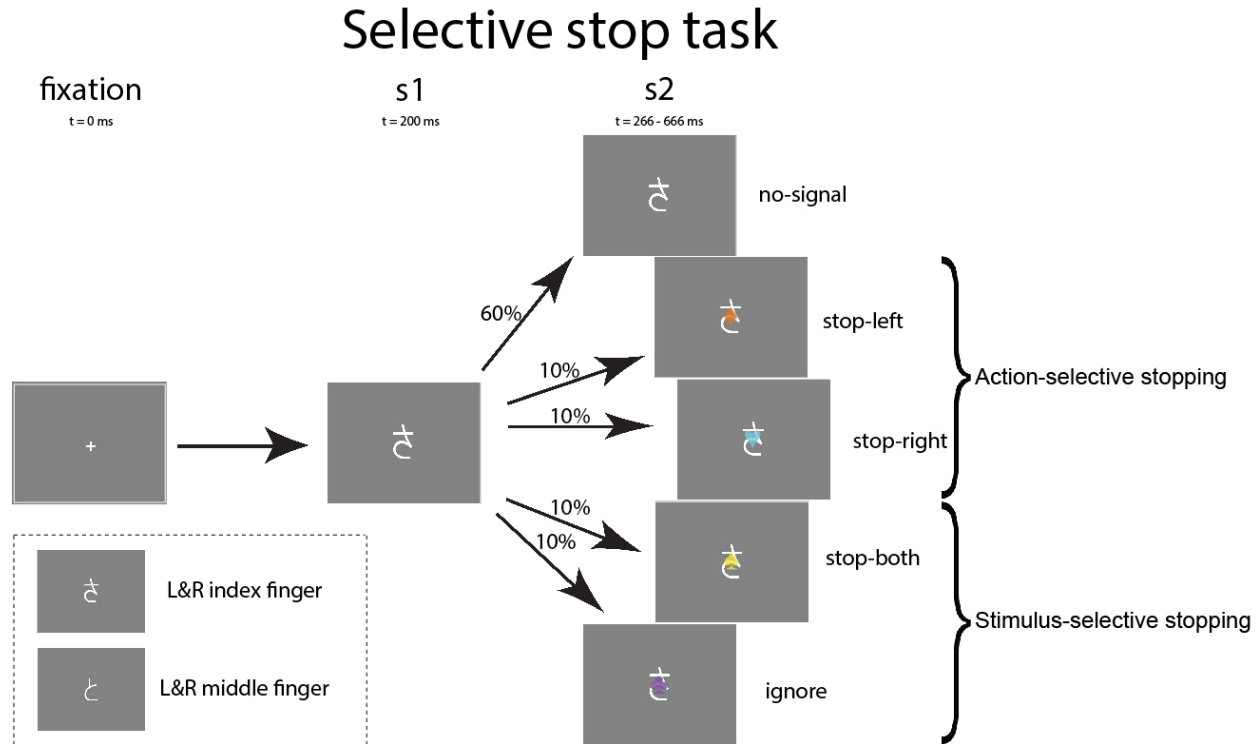 Selective stop task
fixation
t = 0 ms
s1
t = 200 ms
s2
t = 266 - 666 ms
さ
no-signal
60%
さ
stop-left
10%
Action-selective stopping
さ
10%
さ
stop-right
10%
さ
stop-both
10%
Stimulus-selective stopping
さ
ignore
さ
L&R index finger
と
L&R middle finger